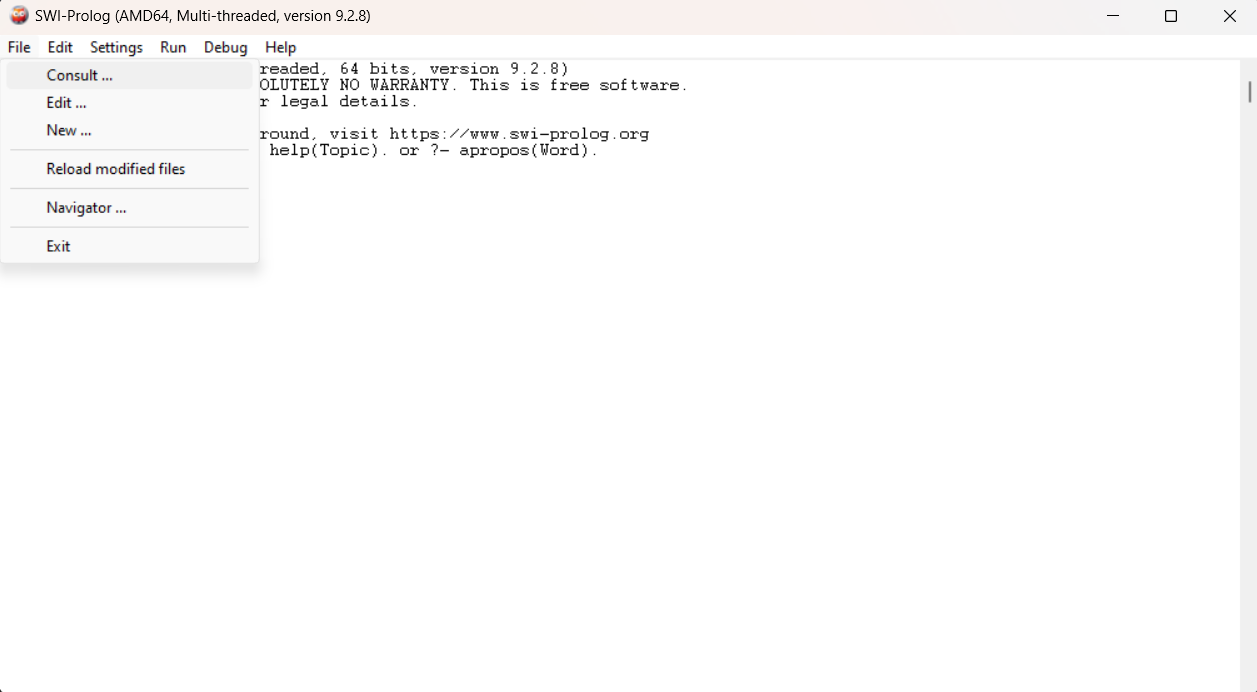 SWI-Prolog (AMD64, Multi-threaded, version 9.2.8)
File Edit Settings Run Debug Help
Consult ...
Edit ...
New ...
Reload modified files
Navigator ...
Exit
readed, 64 bits, version 9.2.8)
OLUTELY NO WARRANTY. This is free software.
r legal details.
round, visit https://www.swi-prolog.org
help(Topic). or ?- apropos(Word).